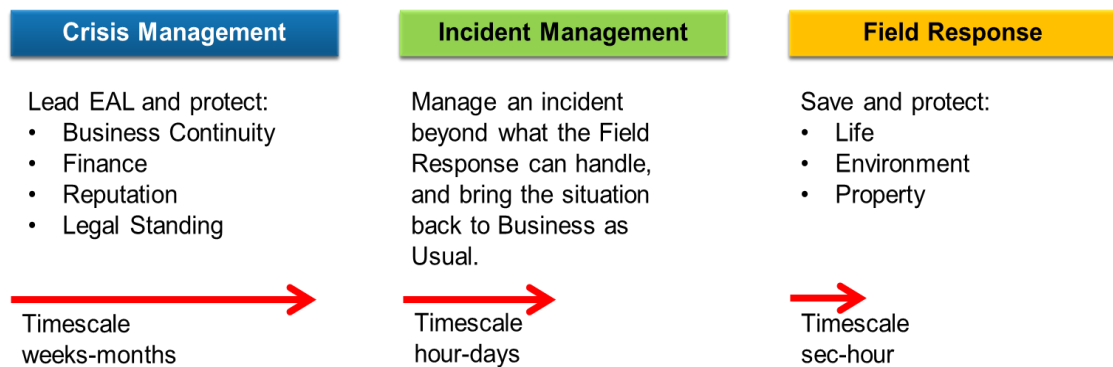 Crisis Management
Lead EAL and protect:
• Business Continuity
• Finance
• Reputation
• Legal Standing
Timescale
weeks-months
Incident Management
Manage an incident
beyond what the Field
Response can handle,
and bring the situation
back to Business as
Usual.
Timescale
hour-days
Field Response
Save and protect:
• Life
• Environment
• Property
Timescale
sec-hour